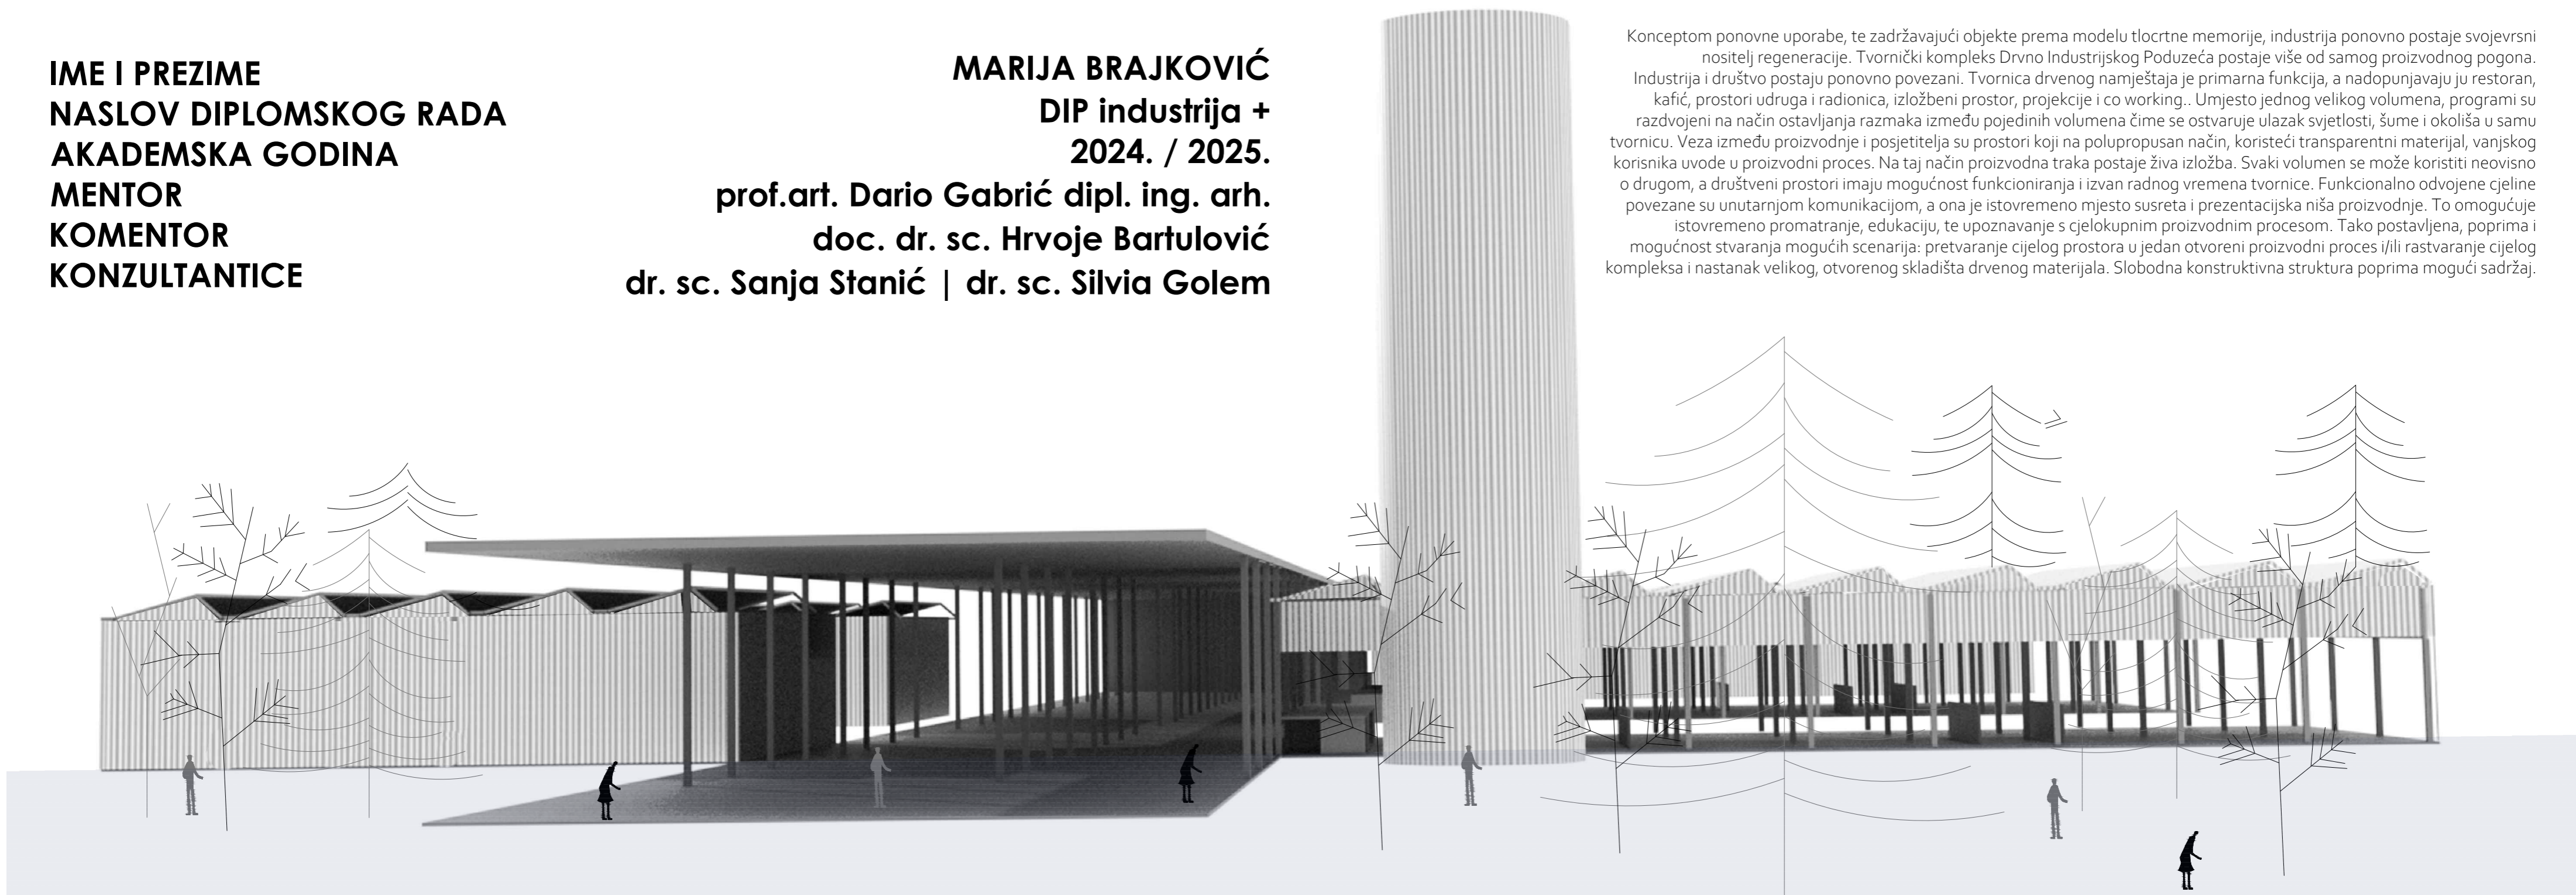 IME I PREZIME
NASLOV DIPLOMSKOG RADA
AKADEMSKA GODINA
MENTOR
KOMENTOR
KONZULTANTICE
MARIJA BRAJKOVIĆ
DIP industrija +
2024. / 2025.
prof.art. Dario Gabrić dipl. ing. arh.
doc. dr. sc. Hrvoje Bartulović
dr. sc. Sanja Stanić | dr. sc. Silvia Golem
Konceptom ponovne uporabe, te zadržavajući objekte prema modelu tlocrtne memorije, industrija ponovno postaje svojevrsni
nositelj regeneracije. Tvornički kompleks Drvno Industrijskog Poduzeća postaje više od samog proizvodnog pogona.
Industrija i društvo postaju ponovno povezani. Tvornica drvenog namještaja je primarna funkcija, a nadopunjavaju ju restoran,
kafić, prostori udruga i radionica, izložbeni prostor, projekcije i co working.. Umjesto jednog velikog volumena, programi su
razdvojeni na način ostavljanja razmaka između pojedinih volumena čime se ostvaruje ulazak svjetlosti, šume i okoliša u samu
tvornicu. Veza između proizvodnje i posjetitelja su prostori koji na polupropusan način, koristeći transparentni materijal, vanjskog
korisnika uvode u proizvodni proces. Na taj način proizvodna traka postaje živa izložba. Svaki volumen se može koristiti neovisno
o drugom, a društveni prostori imaju mogućnost funkcioniranja i izvan radnog vremena tvornice. Funkcionalno odvojene cjeline
povezane su unutarnjom komunikacijom, a ona je istovremeno mjesto susreta i prezentacijska niša proizvodnje. To omogućuje
istovremeno promatranje, edukaciju, te upoznavanje s cjelokupnim proizvodnim procesom. Tako postavljena, poprima i
mogućnost stvaranja mogućih scenarija: pretvaranje cijelog prostora u jedan otvoreni proizvodni proces i/ili rastvaranje cijelog
kompleksa i nastanak velikog, otvorenog skladišta drvenog materijala. Slobodna konstruktivna struktura poprima mogući sadržaj.